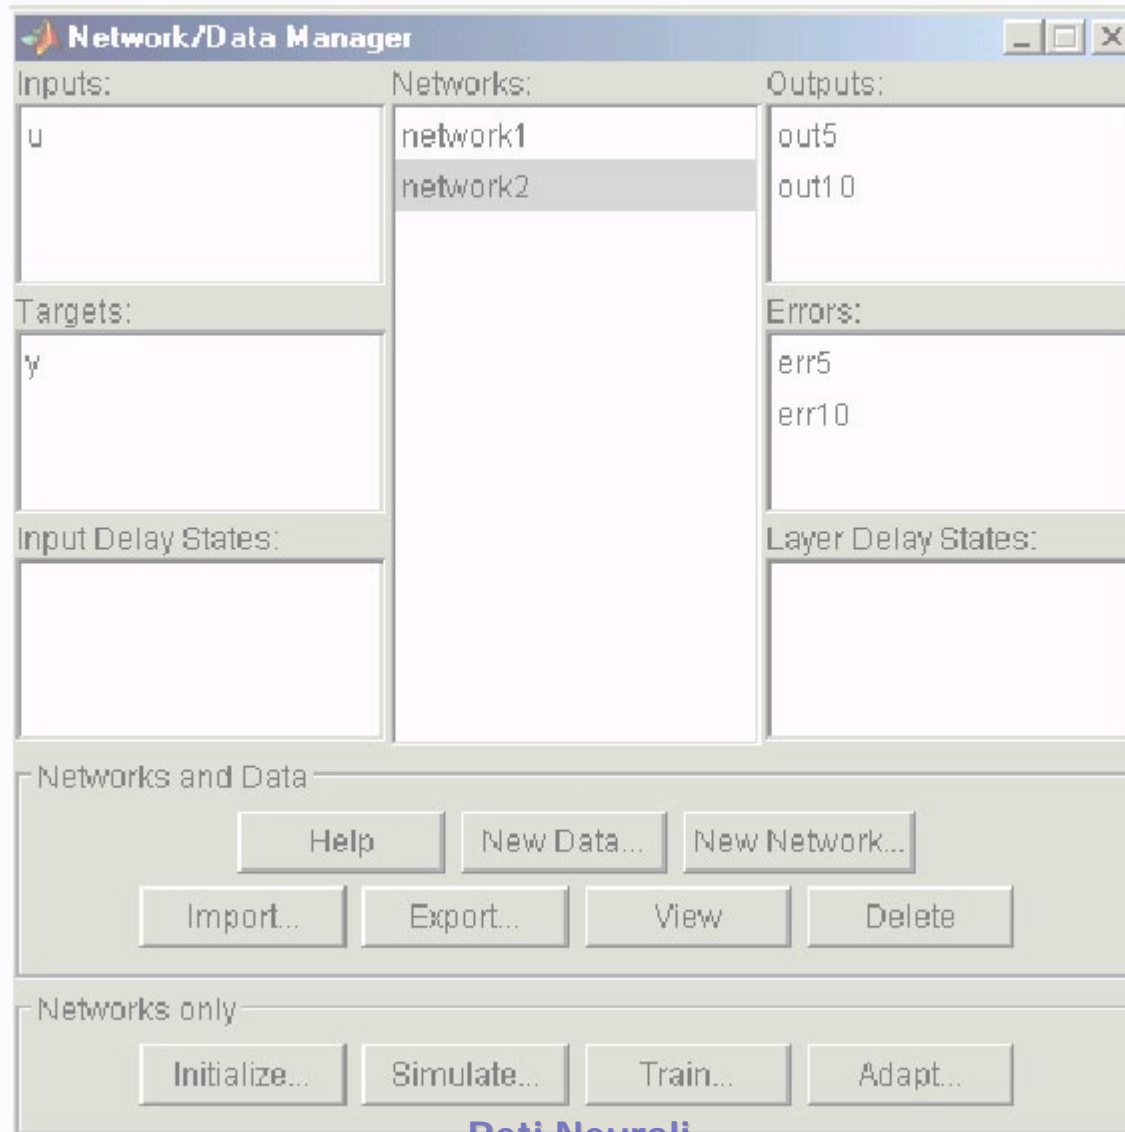 Network/Data Manager
Inputs:
u
Networks:
network1
network2
Outputs:
out5
out10
Targets:
y
Errors:
err5
err10
Input Delay States:
Layer Delay States:
Networks and Data
Help New Data... New Network...
Import... Export... View Delete
Networks only
Initialize... Simulate... Train... Adapt...
Reti Neurali